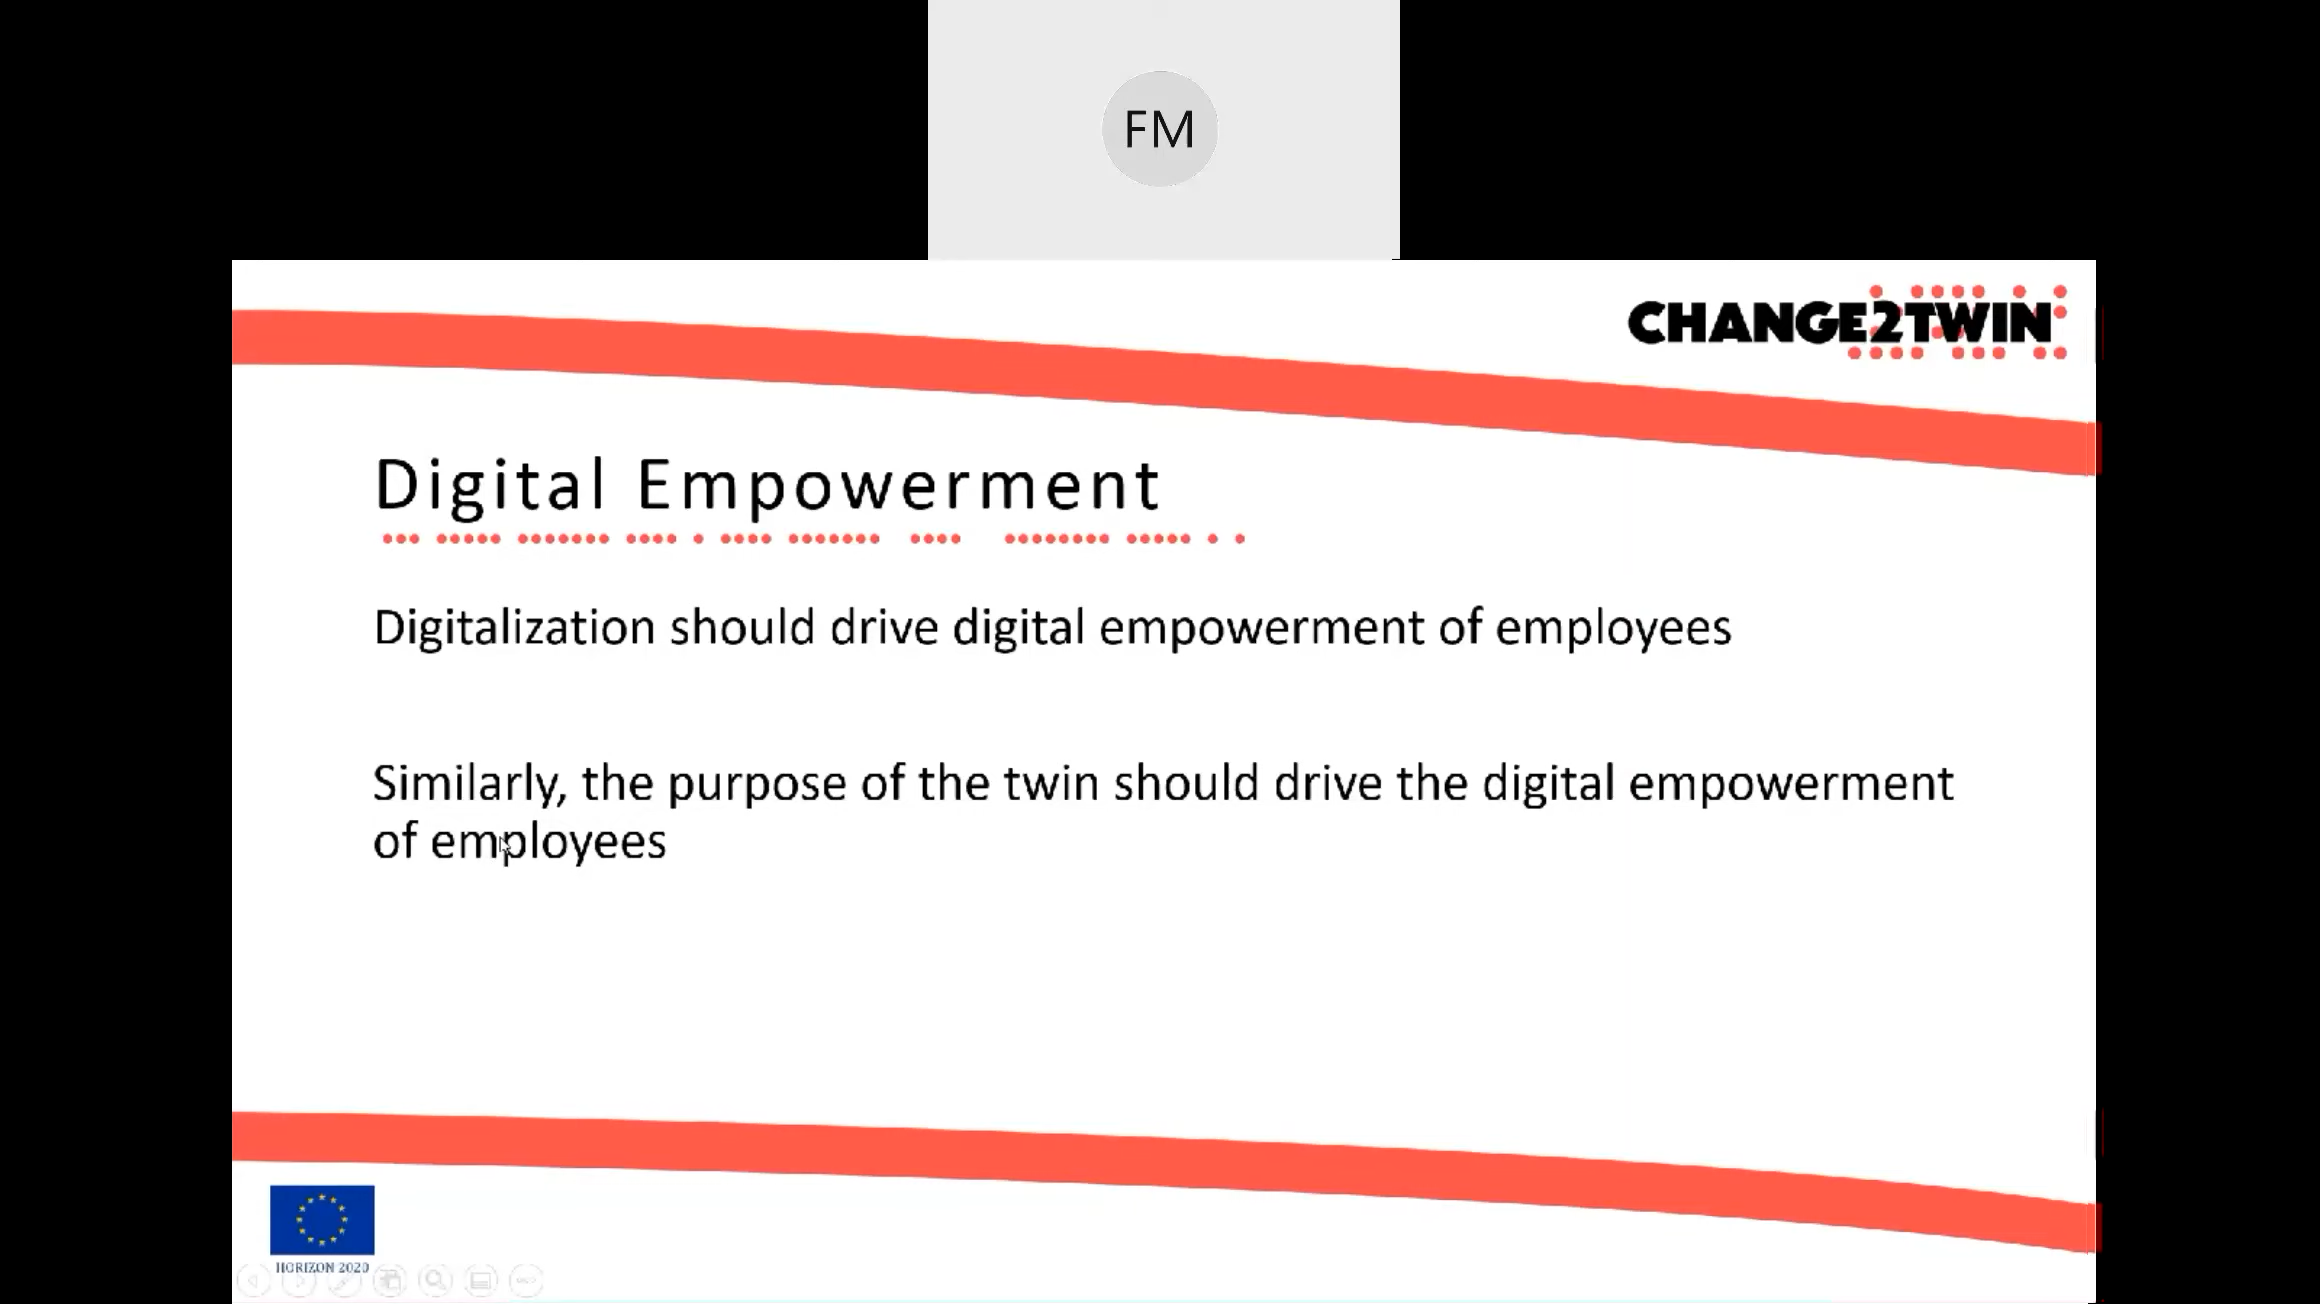 FM
CHANGE2TWIN
Digital Empowerment
Digitalization should drive digital empowerment of employees
Similarly, the purpose of the twin should drive the digital empowerment
of employees
HORIZON 2020